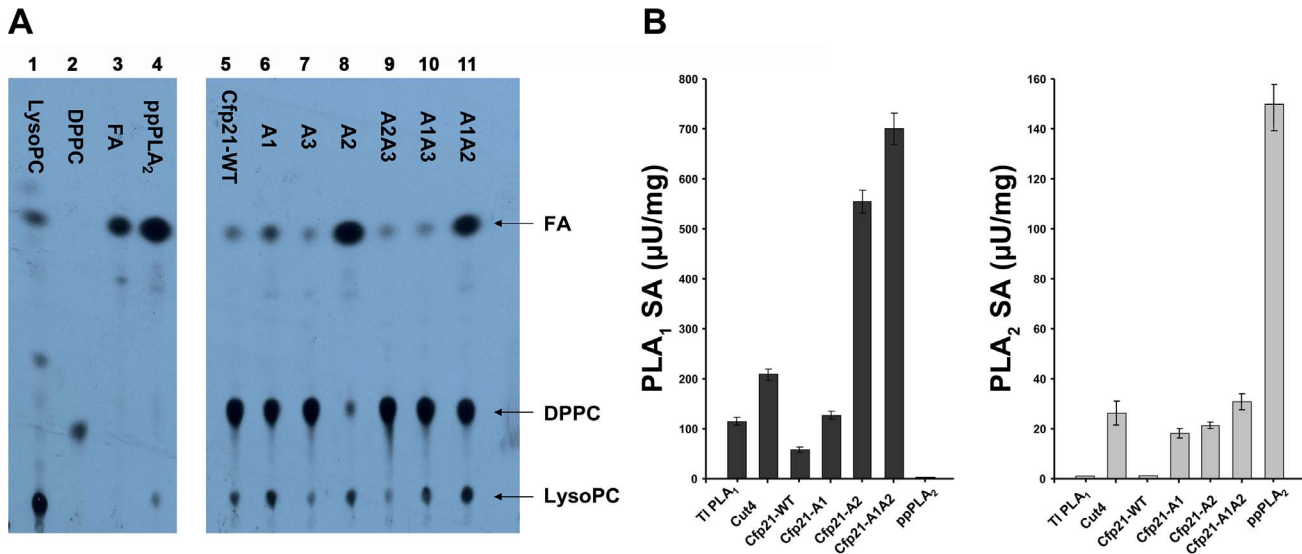 A
1 2 3 4 5 6 7 8 9 10 11
LysoPC
DPPC
FA
ppPLA₂
Cfp21-WT
A1
A3
A2
A2A3
A1A3
A1A2
FA
DPPC
LysoPC
B
PLA₁ SA (µU/mg)
800
700
600
500
400
300
200
100
0
TI PLA₁
Cut4
Cfp21-WT
Cfp21-A1
Cfp21-A2
Cfp21-A1A2
ppPLA₂
PLA₂ SA (µU/mg)
160
140
120
100
80
60
40
20
0
TI PLA₁
Cut4
Cfp21-WT
Cfp21-A1
Cfp21-A2
Cfp21-A1A2
ppPLA₂